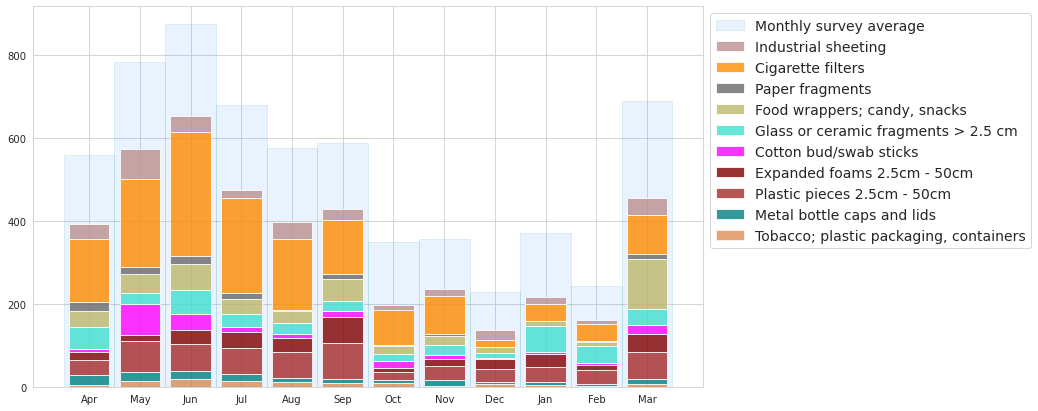 800
600
400
200
0
Apr May Jun Jul Aug Sep Oct Nov Dec Jan Feb Mar
Monthly survey average
Industrial sheeting
Cigarette filters
Paper fragments
Food wrappers; candy, snacks
Glass or ceramic fragments > 2.5 cm
Cotton bud/swab sticks
Expanded foams 2.5cm - 50cm
Plastic pieces 2.5cm - 50cm
Metal bottle caps and lids
Tobacco; plastic packaging, containers